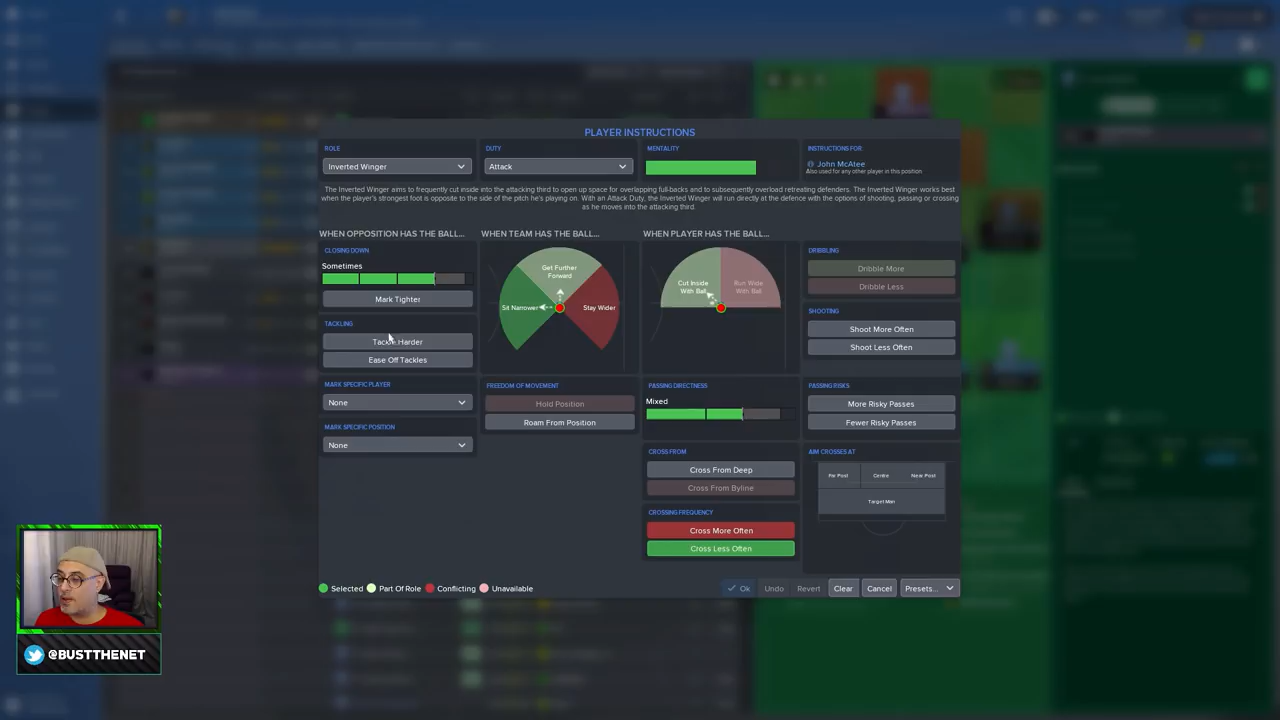 PLAYER INSTRUCTIONS
ROLE
DUTY
MENTALITY
INSTRUCTIONS FOR:
Inverted Winger
Attack
John McAtee
Also used for any other player in this position
The Inverted Winger aims to frequently cut inside into the attacking third to open up space for overlapping full-backs and to subsequently overload retreating defenders. The Inverted Winger works best
when the player's strongest foot is opposite to the side of the pitch he's playing on. With an Attack Duty, the Inverted Winger will run directly at the defence with the options of shooting, passing or crossing
as he moves into the attacking third.
WHEN OPPOSITION HAS THE BALL...
WHEN TEAM HAS THE BALL...
WHEN PLAYER HAS THE BALL...
CLOSING DOWN
Sometimes
Mark Tighter
TACKLING
Tackle Harder
Ease Off Tackles
MARK SPECIFIC PLAYER
None
MARK SPECIFIC POSITION
None
Get Further
Forward
Sit Narrower
Stay Wider
FREEDOM OF MOVEMENT
Hold Position
Roam From Position
Cut Inside
With Ball
Run Wide
With Ball
PASSING DIRECTNESS
Mixed
CROSS FROM
Cross From Deep
Cross From Byline
CROSSING FREQUENCY
Cross More Often
Cross Less Often
DRIBBLING
Dribble More
Dribble Less
SHOOTING
Shoot More Often
Shoot Less Often
PASSING RISKS
More Risky Passes
Fewer Risky Passes
AIM CROSSES AT
Far Post
Centre
Near Post
Target Man
Selected
Part Of Role
Conflicting
Unavailable
Ok
Undo
Revert
Clear
Cancel
Presets...
@BUSTTHENET